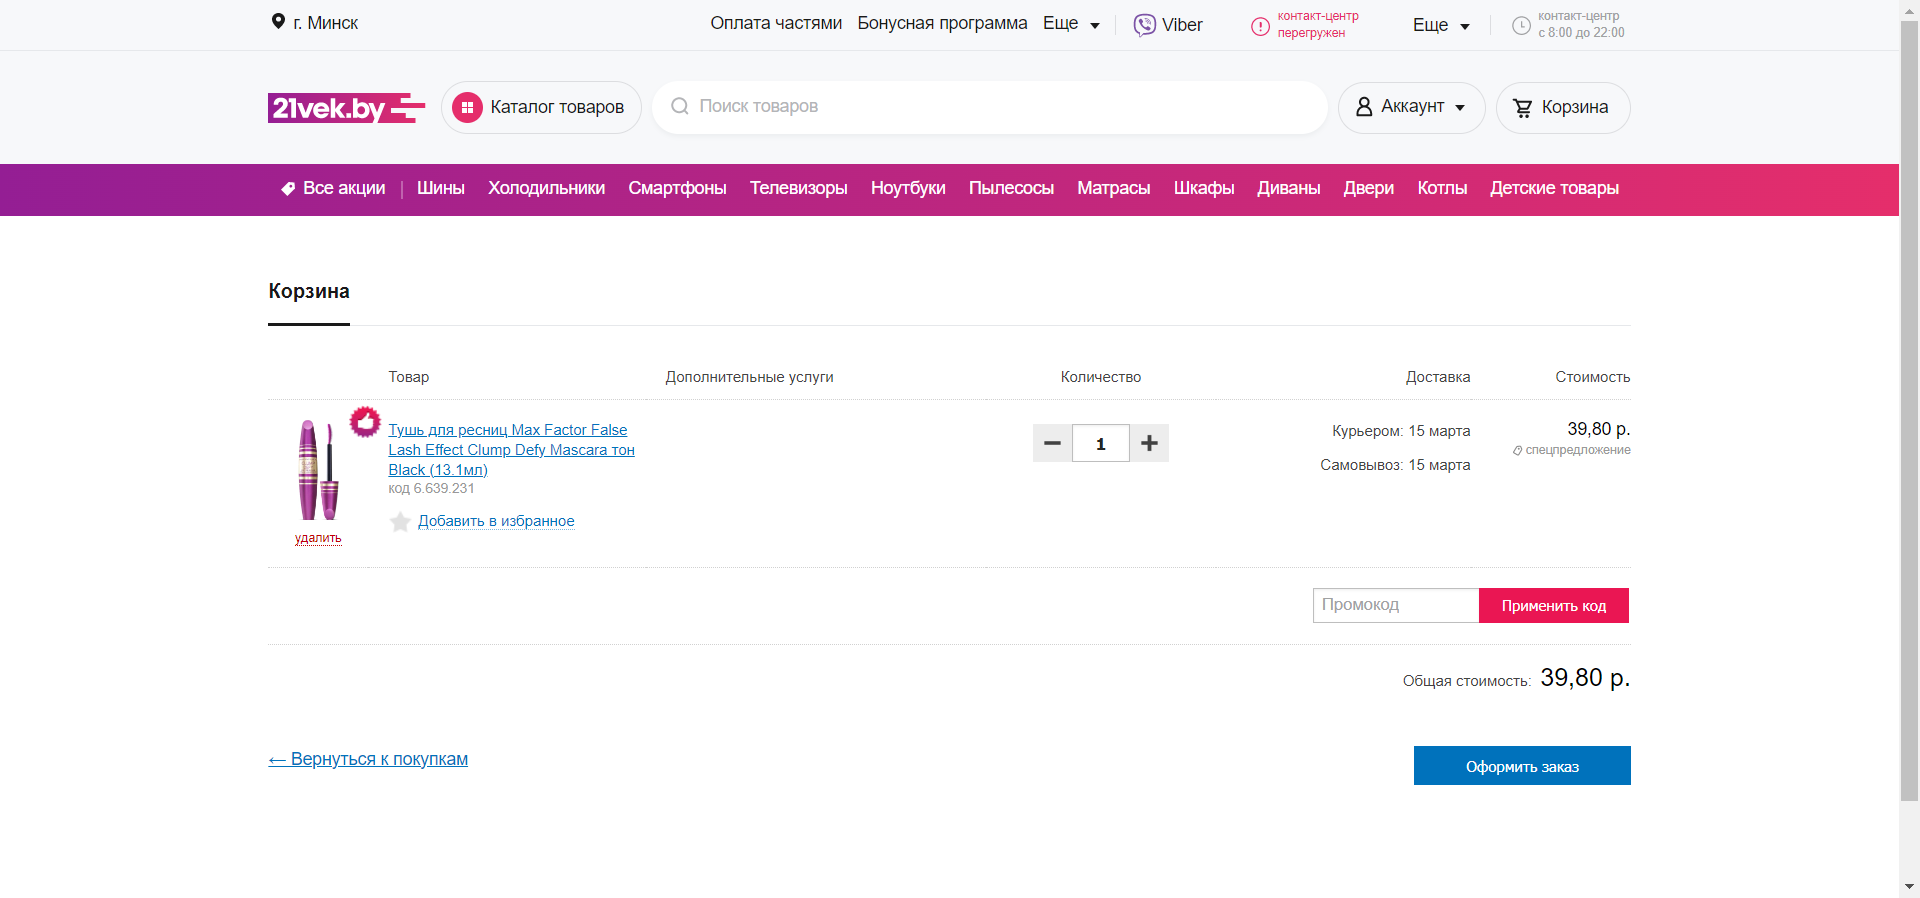 г. Минск
Оплата частями Бонусная программа Еще
Viber
контакт-центр
перегружен
Еще
контакт-центр
с 8:00 до 22:00
21vek.by
Каталог товаров
Поиск товаров
Аккаунт
Корзина
Все акции | Шины Холодильники Смартфоны Телевизоры Ноутбуки Пылесосы Матрасы Шкафы Диваны Двери Котлы Детские товары
Корзина
Товар Дополнительные услуги Количество Доставка Стоимость
Тушь для ресниц Max Factor False
Lash Effect Clump Defy Mascara тон
Black (13.1мл)
код 6.639.231
Добавить в избранное
удалить
1
Курьером: 15 марта
Самовывоз: 15 марта
39,80 р.
спецпредложение
Промокод
Применить код
Общая стоимость: 39,80 р.
← Вернуться к покупкам
Оформить заказ